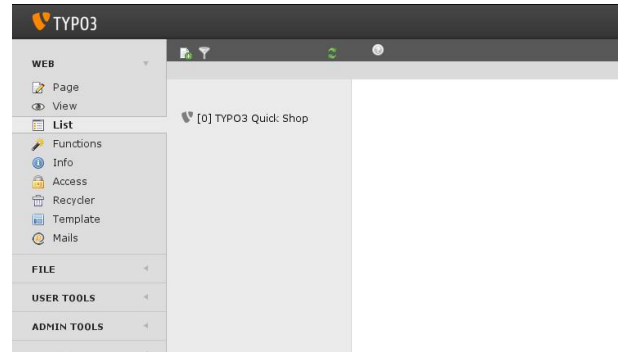 TYPO3
WEB
Page
View
List
Functions
Info
Access
Recycler
Template
Mails
FILE
USER TOOLS
ADMIN TOOLS
[0] TYPO3 Quick Shop